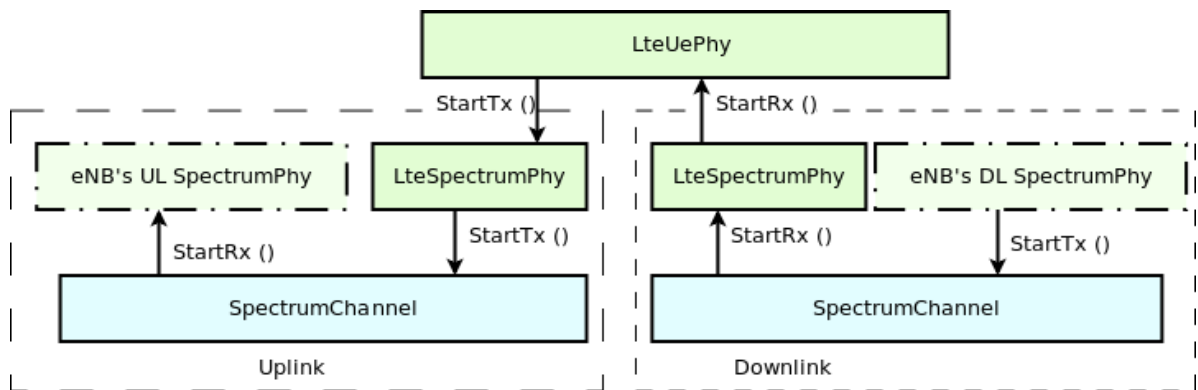 LteUePhy
StartTx ()
StartRx ()
eNB's UL SpectrumPhy
LteSpectrumPhy
LteSpectrumPhy
eNB's DL SpectrumPhy
StartRx ()
StartTx ()
StartRx ()
StartTx ()
SpectrumChannel
SpectrumChannel
Uplink
Downlink